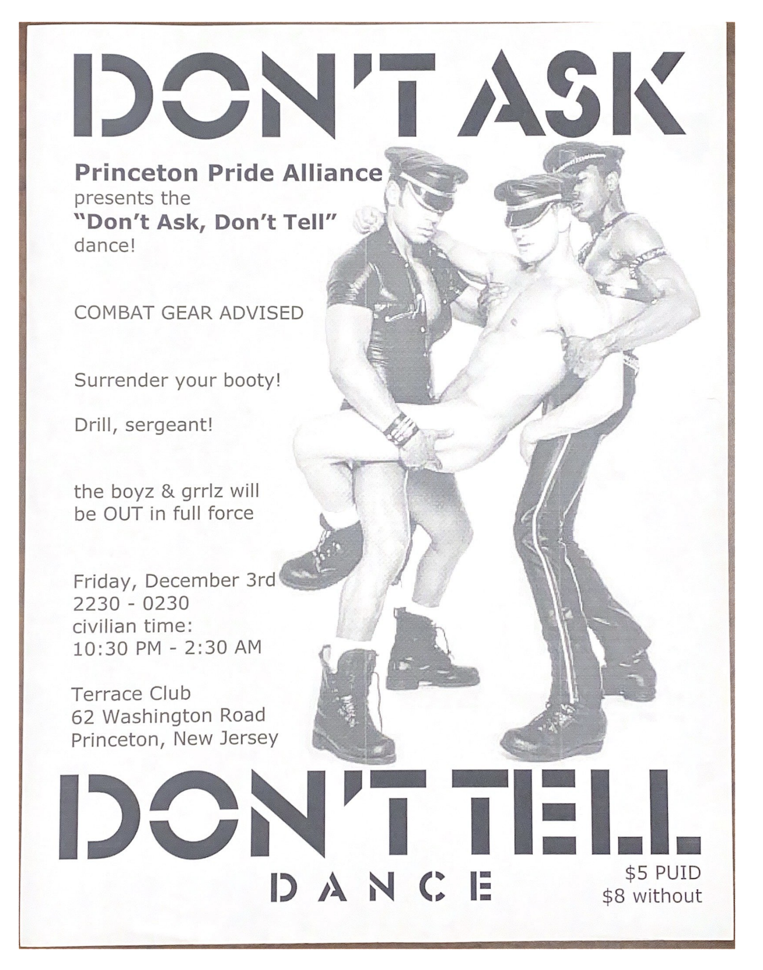 DON'T ASK
Princeton Pride Alliance
presents the
“Don’t Ask, Don’t Tell”
dance!
COMBAT GEAR ADVISED
Surrender your booty!
Drill, sergeant!
the boyz & grrlz will
be OUT in full force
Friday, December 3rd
2230 - 0230
civilian time:
10:30 PM - 2:30 AM
Terrace Club
62 Washington Road
Princeton, New Jersey
DON'T TELL
DANCE
$5 PUID
$8 without